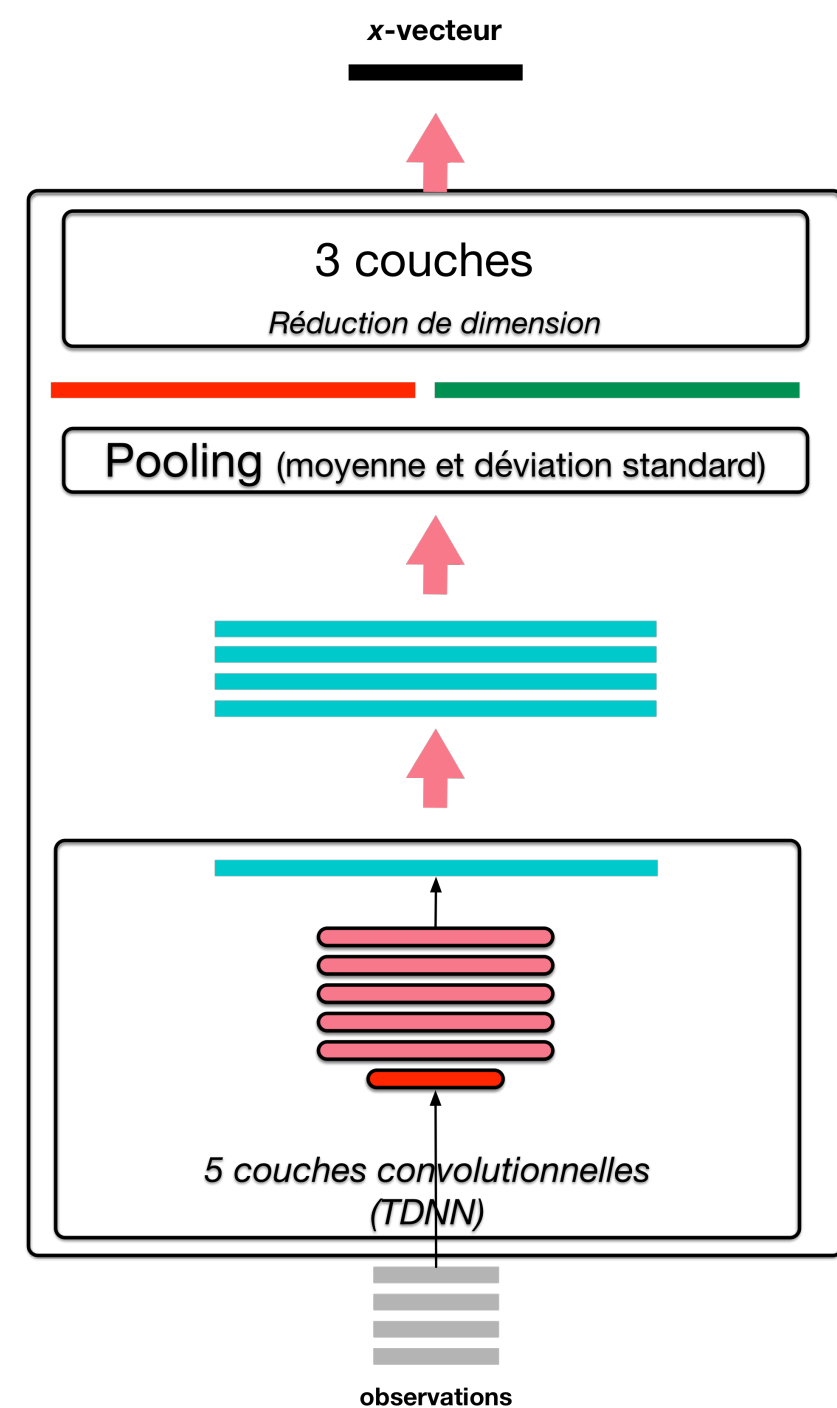 x-vecteur
3 couches
Réduction de dimension
Pooling (moyenne et déviation standard)
5 couches convolutionnelles
(TDNN)
observations